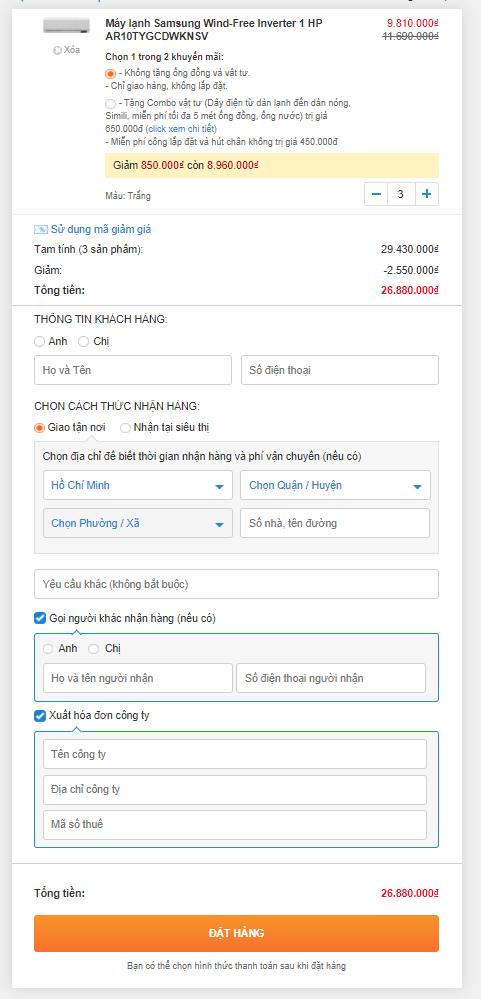 Máy lạnh Samsung Wind-Free Inverter 1 HP
9.810.000₫
AR10TYGCDWKNSV
11.690.000₫
Xóa
Chọn 1 trong 2 khuyến mãi:
- Không tặng ống đồng và vật tư.
- Chỉ giao hàng, không lắp đặt.
- Tặng Combo vật tư (Dây điện từ dàn lạnh đến dàn nóng,
Simili, miễn phí tối đa 5 mét ống đồng, ống nước) trị giá
650.000đ (click xem chi tiết)
- Miễn phí công lắp đặt và hút chân không trị giá 450.000đ
Giảm 850.000₫ còn 8.960.000₫
Màu: Trắng
− 3 +
Sử dụng mã giảm giá
Tạm tính (3 sản phẩm):
29.430.000₫
Giảm:
-2.550.000₫
Tổng tiền:
26.880.000₫
THÔNG TIN KHÁCH HÀNG:
Anh Chị
Họ và Tên
Số điện thoại
CHỌN CÁCH THỨC NHẬN HÀNG:
Giao tận nơi Nhận tại siêu thị
Chọn địa chỉ để biết thời gian nhận hàng và phí vận chuyển (nếu có)
Hồ Chí Minh
Chọn Quận / Huyện
Chọn Phường / Xã
Số nhà, tên đường
Yêu cầu khác (không bắt buộc)
Gọi người khác nhận hàng (nếu có)
Anh Chị
Họ và tên người nhận
Số điện thoại người nhận
Xuất hóa đơn công ty
Tên công ty
Địa chỉ công ty
Mã số thuế
Tổng tiền:
26.880.000₫
ĐẶT HÀNG
Bạn có thể chọn hình thức thanh toán sau khi đặt hàng